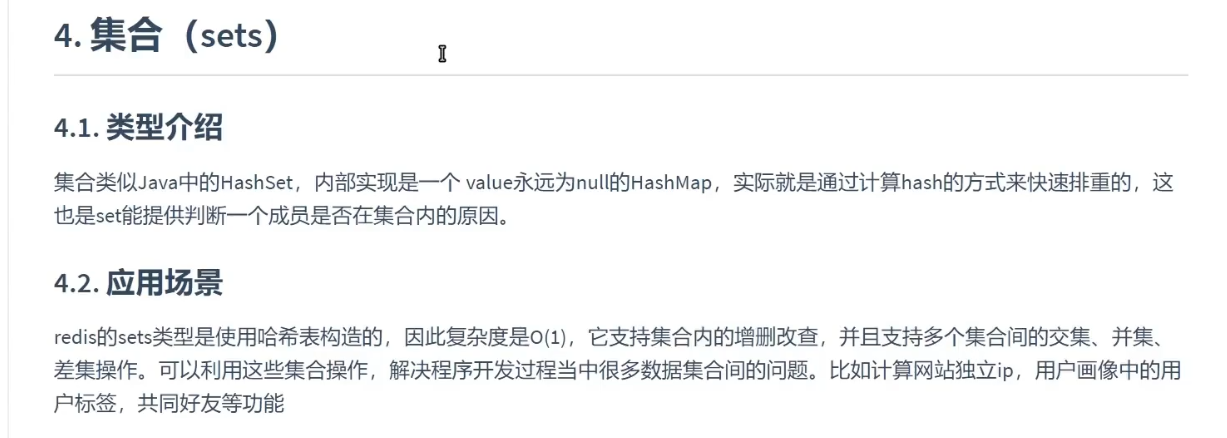 4. 集合（sets）
4.1. 类型介绍
集合类似Java中的HashSet，内部实现是一个 value永远为null的HashMap，实际就是通过计算hash的方式来快速排重的，这
也是set能提供判断一个成员是否在集合内的原因。
4.2. 应用场景
redis的sets类型是使用哈希表构造的，因此复杂度是O(1)，它支持集合内的增删改查，并且支持多个集合间的交集、并集、
差集操作。可以利用这些集合操作，解决程序开发过程当中很多数据集合间的问题。比如计算网站独立ip，用户画像中的用
户标签，共同好友等功能